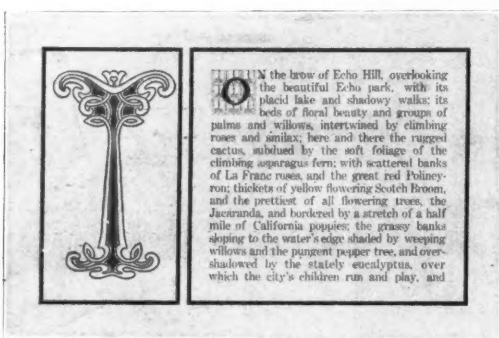 ON the brow of Echo Hill, overlooking
the beautiful Echo park, with its
placid lake and shadowy walks; its
beds of floral beauty and groups of
palms and willows, intertwined by climbing
roses and smilax; here and there the rugged
cactus, subdued by the soft foliage of the
climbing asparagus fern; with scattered banks
of La Franc roses, and the great red Polincy-
ron; thickets of yellow flowering Scotch Broom,
and the prettiest of all flowering trees, the
Jacaranda, and bordered by a stretch of a half
mile of California poppies; the grassy banks
sloping to the water's edge shaded by weeping
willows and the pungent pepper tree, and over-
shadowed by the stately eucalyptus, over
which the city's children run and play, and